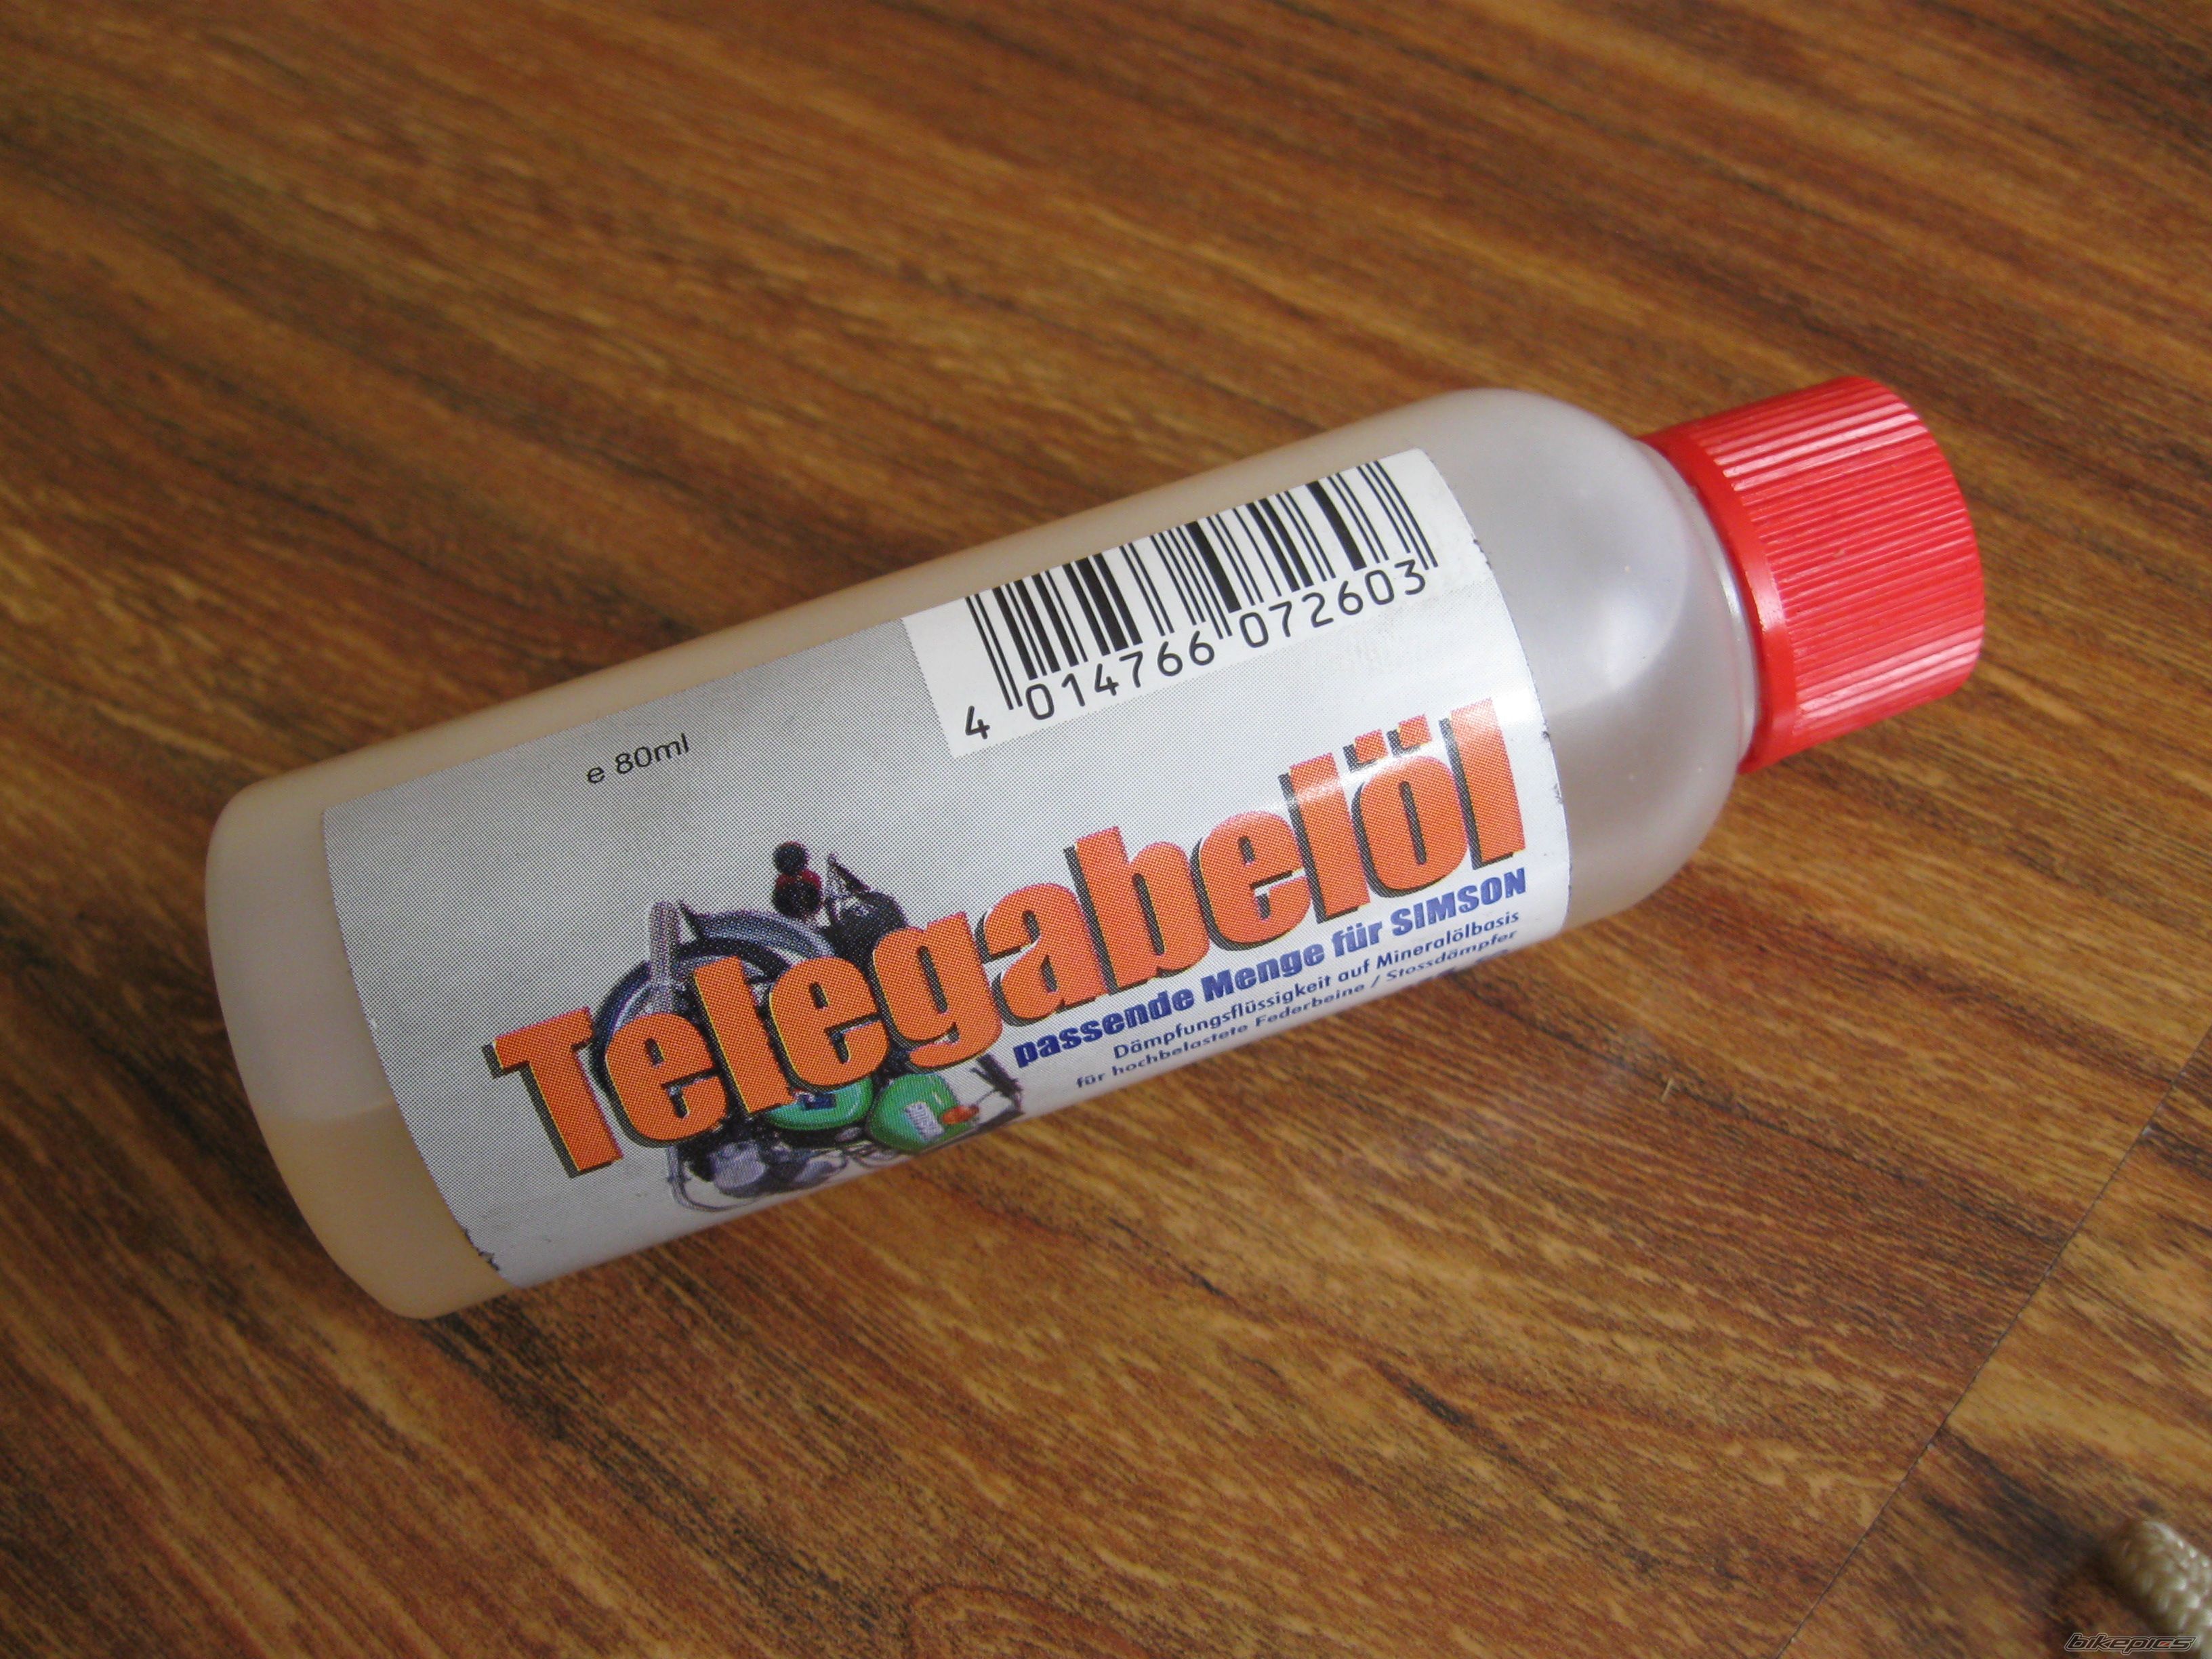 4 014766 072603
e 80ml
Telegabelöl
passende Menge für SIMSON
Dämpfungsflüssigkeit auf Mineralölbasis
für hochbelastete Federbeine / Stossdämpfer
bikepics